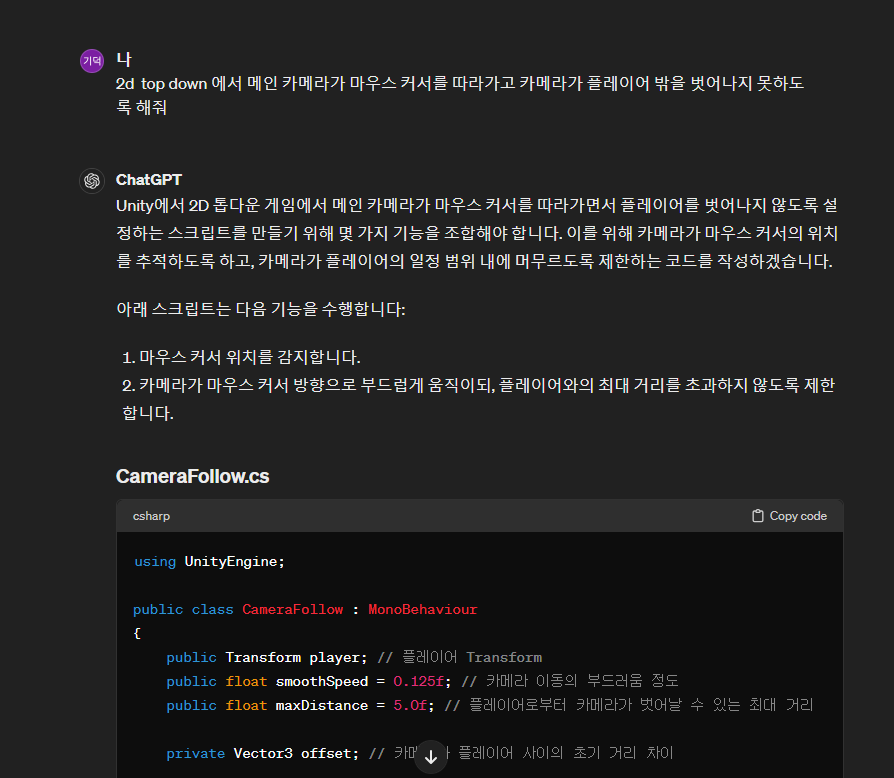 기덕
나
2d top down 에서 메인 카메라가 마우스 커서를 따라가고 카메라가 플레이어 밖을 벗어나지 못하도
록 해줘
ChatGPT
Unity에서 2D 톱다운 게임에서 메인 카메라가 마우스 커서를 따라가면서 플레이어를 벗어나지 않도록 설
정하는 스크립트를 만들기 위해 몇 가지 기능을 조합해야 합니다. 이를 위해 카메라가 마우스 커서의 위치
를 추적하도록 하고, 카메라가 플레이어의 일정 범위 내에 머무르도록 제한하는 코드를 작성하겠습니다.
아래 스크립트는 다음 기능을 수행합니다:
1. 마우스 커서 위치를 감지합니다.
2. 카메라가 마우스 커서 방향으로 부드럽게 움직이되, 플레이어와의 최대 거리를 초과하지 않도록 제한
합니다.
CameraFollow.cs
csharp
Copy code
using UnityEngine;
public class CameraFollow : MonoBehaviour
{
public Transform player; // 플레이어 Transform
public float smoothSpeed = 0.125f; // 카메라 이동의 부드러움 정도
public float maxDistance = 5.0f; // 플레이어로부터 카메라가 벗어날 수 있는 최대 거리
private Vector3 offset; // 플레이어 사이의 초기 거리 차이